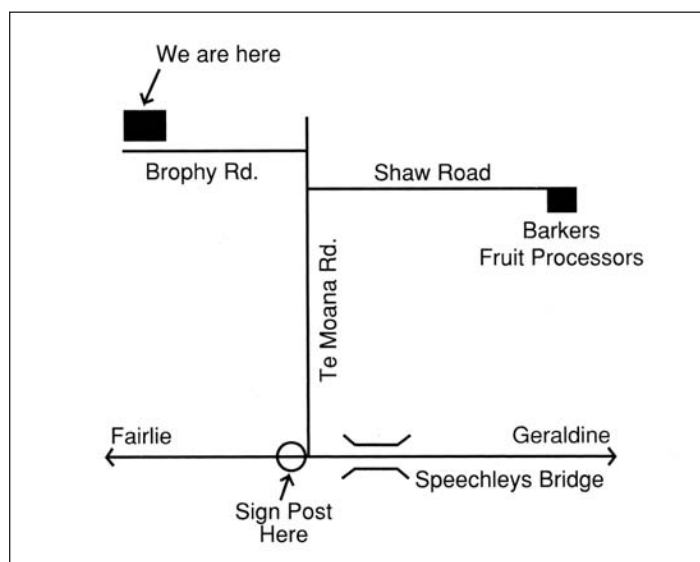 We are here
Brophy Rd.
Shaw Road
Barkers
Fruit Processors
Te Moana Rd.
Fairlie
Geraldine
Speechleys Bridge
Sign Post
Here